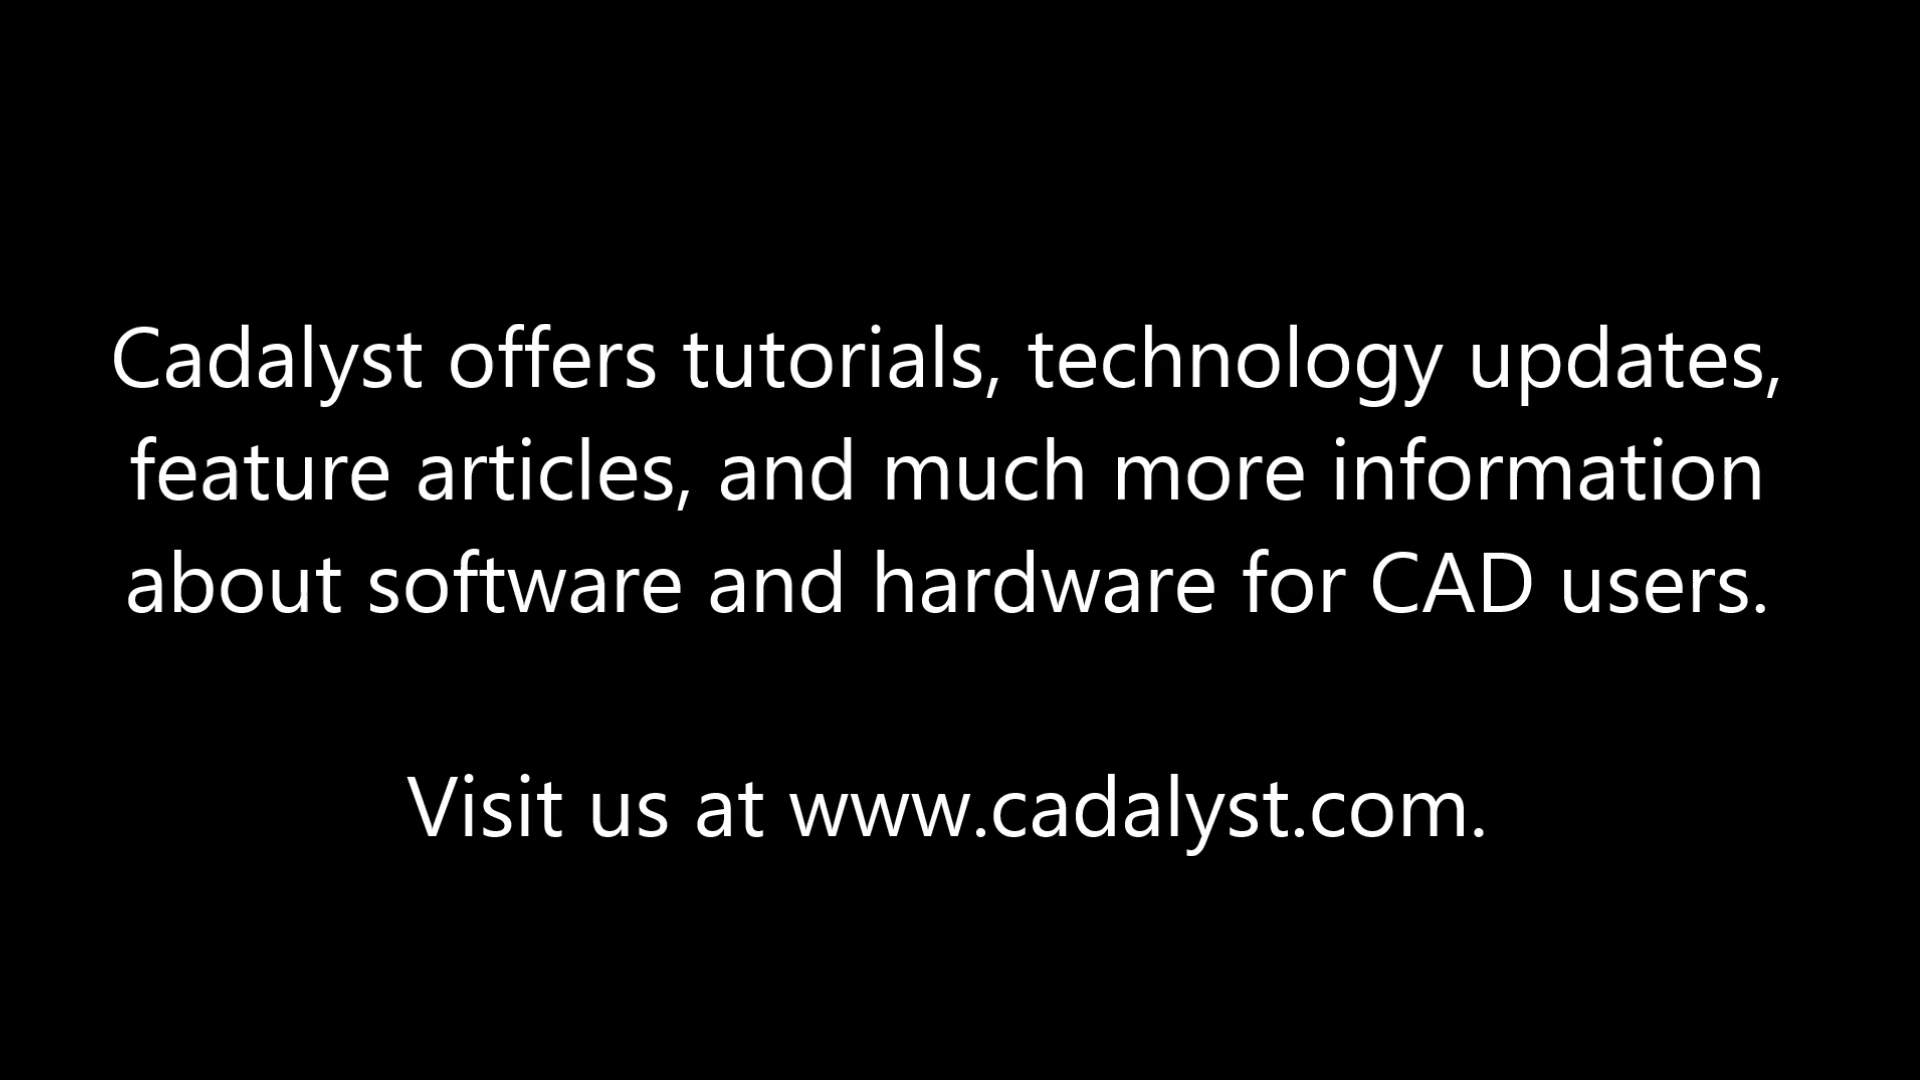 Cadalyst offers tutorials, technology updates,
feature articles, and much more information
about software and hardware for CAD users.
Visit us at www.cadalyst.com.